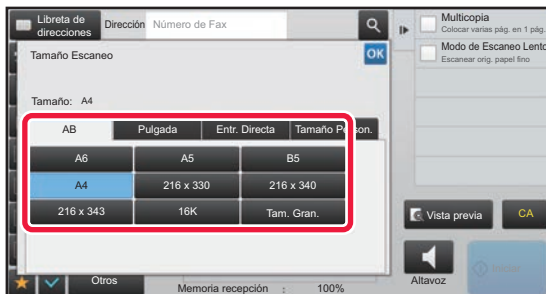 Libreta de
direcciones
Dirección
Número de Fax
Multicopia
Colocar varias pág. en 1 pág.
Modo de Escaneo Lento
Escanear orig. papel fino
Tamaño Escaneo
OK
Tamaño: A4
AB
Pulgada
Entr. Directa
Tamaño Person.
A6
A5
B5
A4
216 x 330
216 x 340
216 x 343
16K
Tam. Gran.
Vista previa
CA
Otros
Memoria recepción : 100%
Altavoz
Iniciar